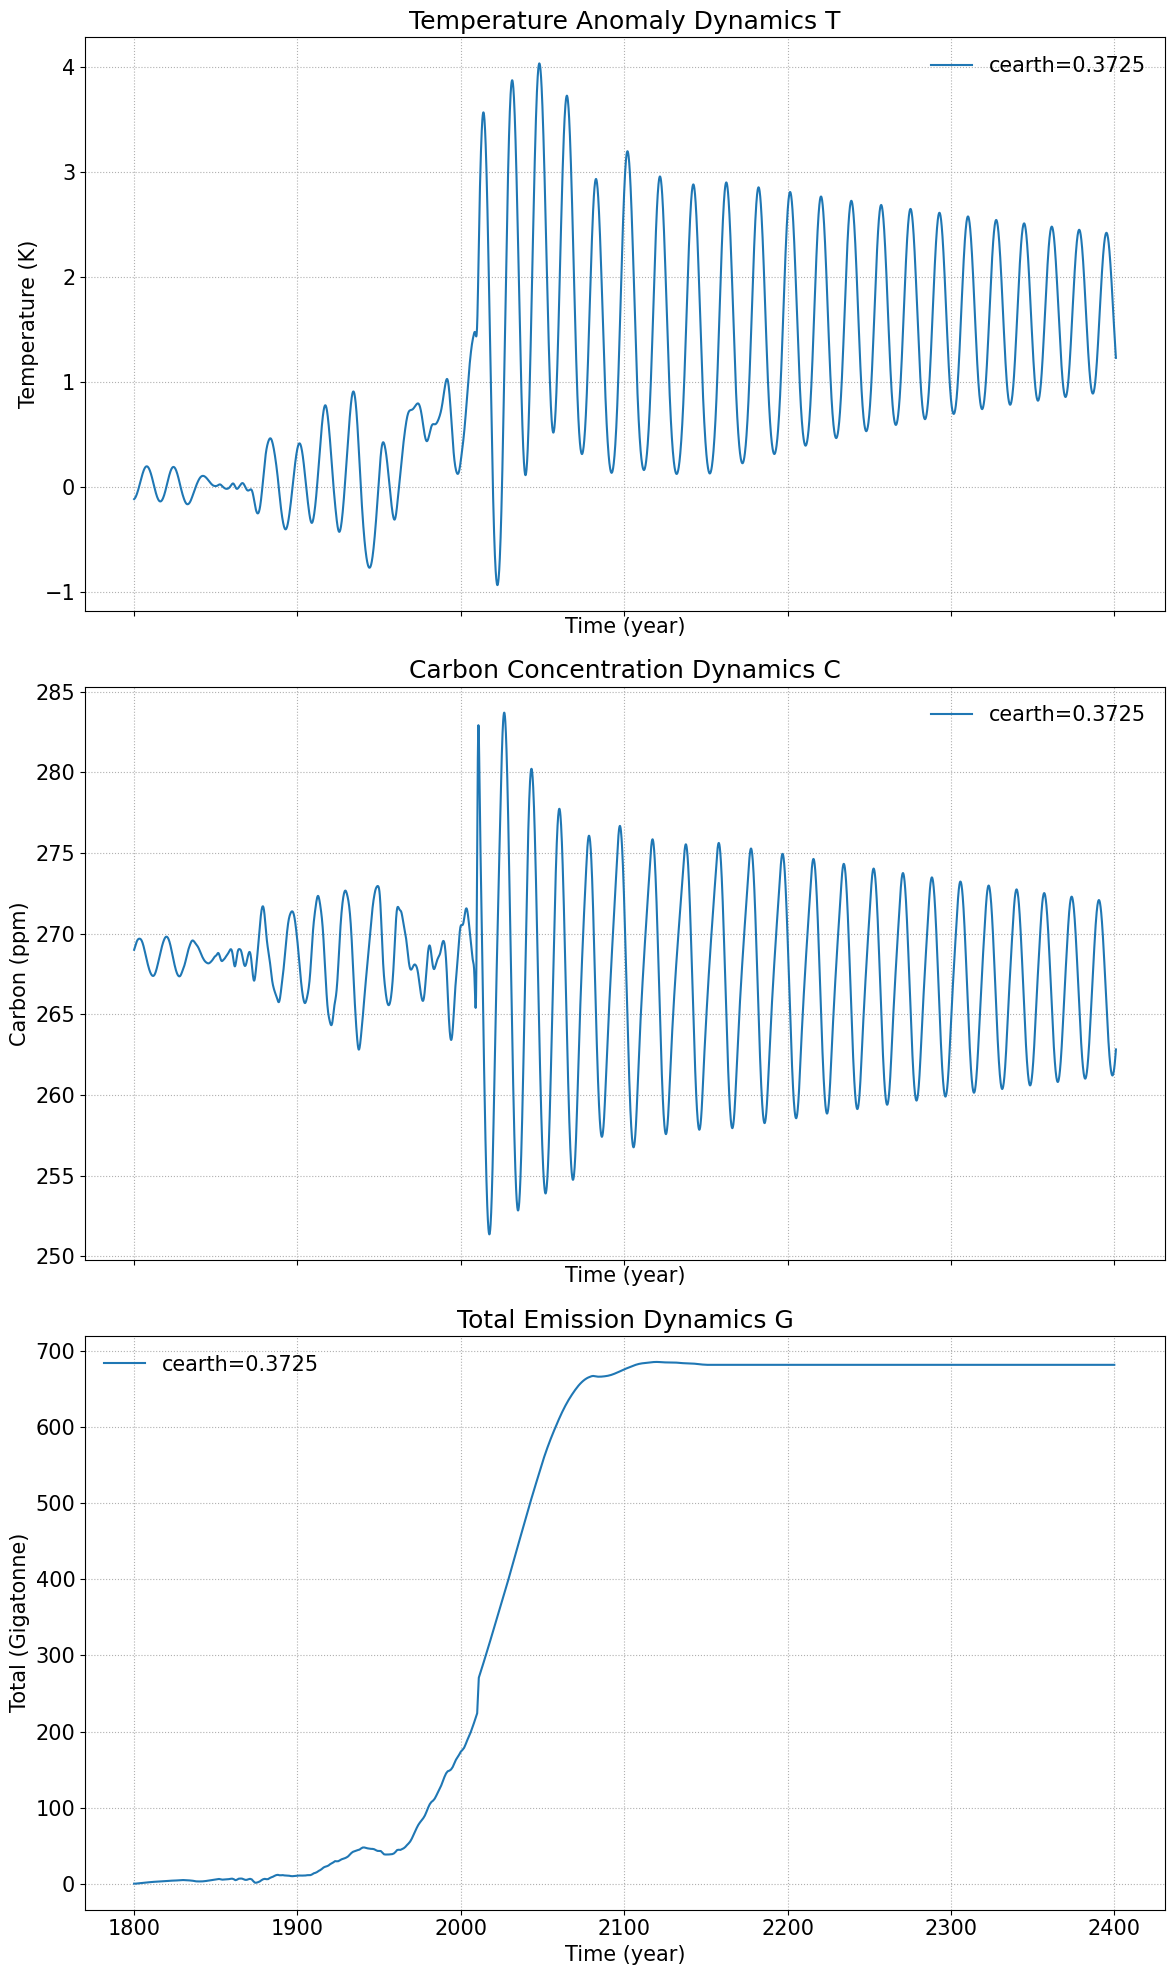 Temperature Anomaly Dynamics T
cearth=0.3725
4
3
2
1
0
−1
Temperature (K)
Time (year)
Carbon Concentration Dynamics C
cearth=0.3725
285
280
275
270
265
260
255
250
Carbon (ppm)
Time (year)
Total Emission Dynamics G
cearth=0.3725
700
600
500
400
300
200
100
0
Total (Gigatonne)
1800 1900 2000 2100 2200 2300 2400
Time (year)